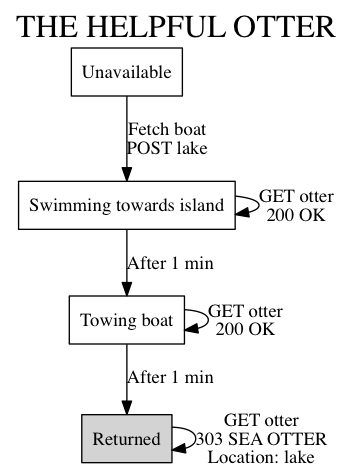 THE HELPFUL OTTER
Unavailable
Fetch boat
POST lake
Swimming towards island
GET otter
200 OK
After 1 min
Towing boat
GET otter
200 OK
After 1 min
Returned
GET otter
303 SEA OTTER
Location: lake